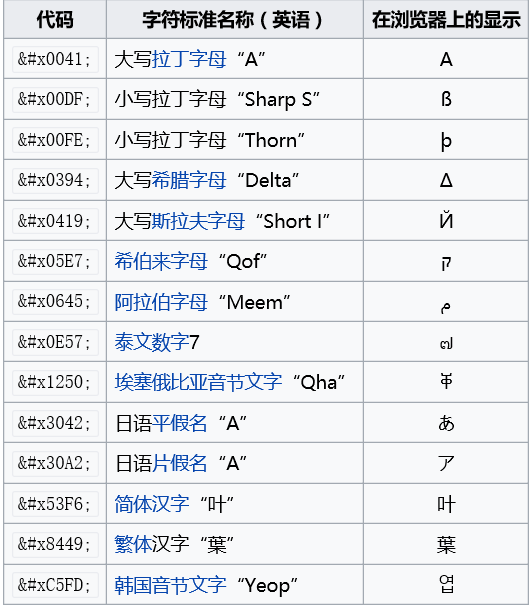 代码 字符标准名称（英语） 在浏览器上的显示
&#x0041; 大写拉丁字母“A” A
&#x00DF; 小写拉丁字母“Sharp S” ß
&#x00FE; 小写拉丁字母“Thorn” þ
&#x0394; 大写希腊字母“Delta” Δ
&#x0419; 大写斯拉夫字母“Short I” Й
&#x05E7; 希伯来字母“Qof” ק
&#x0645; 阿拉伯字母“Meem” م
&#x0E57; 泰文数字7 ๗
&#x1250; 埃塞俄比亚音节文字“Qha” ቐ
&#x3042; 日语平假名“A” あ
&#x30A2; 日语片假名“A” ア
&#x53F6; 简体汉字“叶” 叶
&#x8449; 繁体汉字“葉” 葉
&#xC5FD; 韩国音节文字“Yeop” 엽